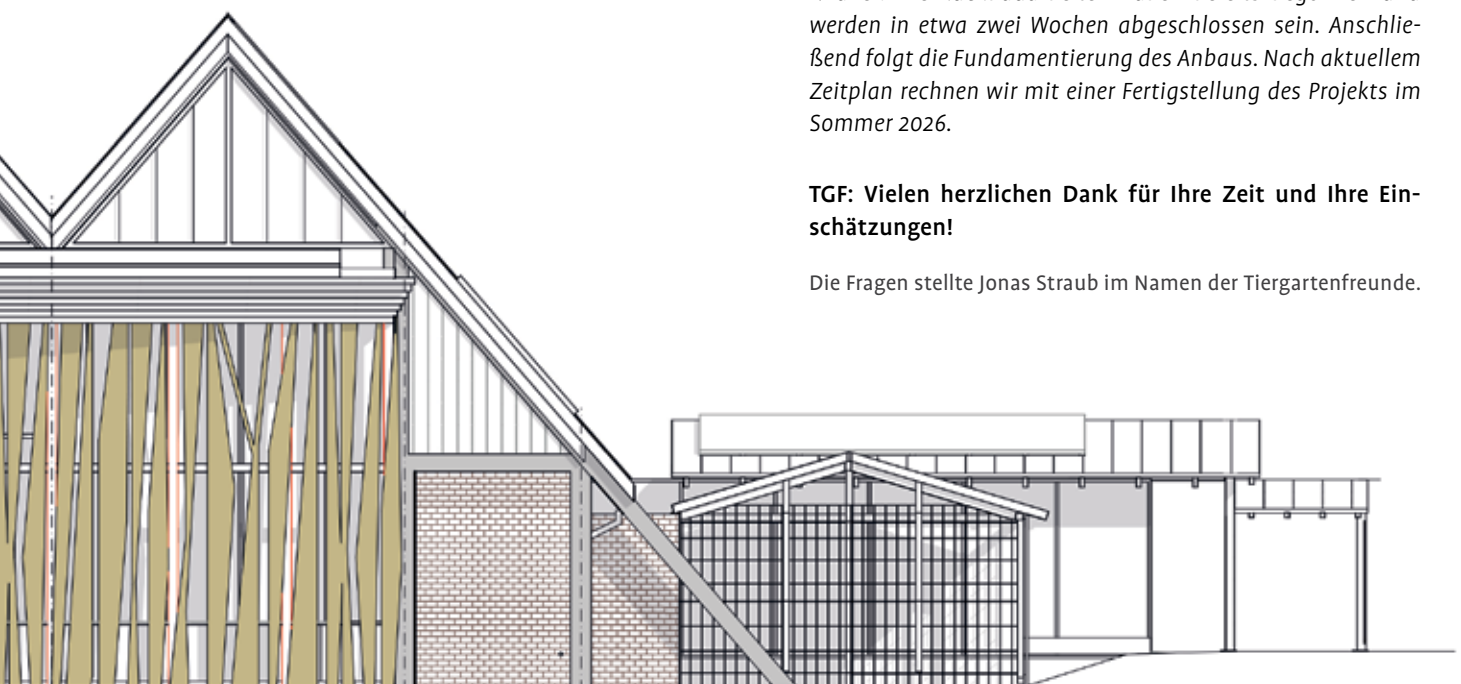 werden in etwa zwei Wochen abgeschlossen sein. Anschlie-
ßend folgt die Fundamentierung des Anbaus. Nach aktuellem
Zeitplan rechnen wir mit einer Fertigstellung des Projekts im
Sommer 2026.
TGF: Vielen herzlichen Dank für Ihre Zeit und Ihre Ein-
schätzungen!
Die Fragen stellte Jonas Straub im Namen der Tiergartenfreunde.